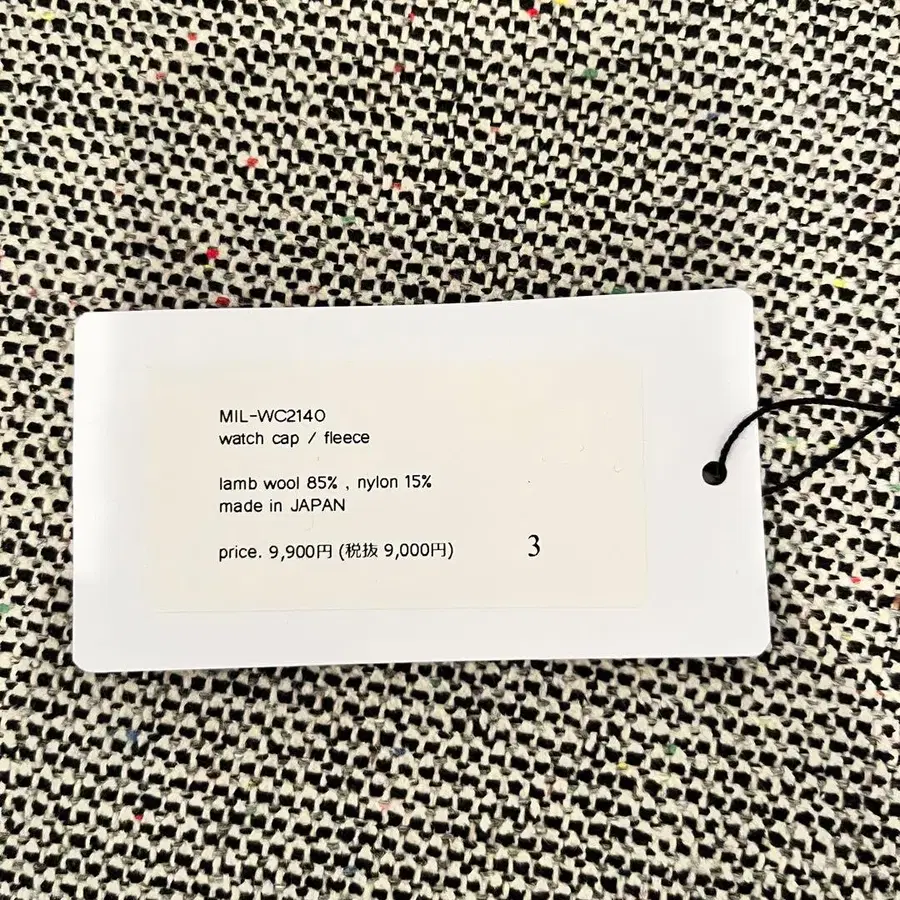 MIL-WC2140
watch cap / fleece
lamb wool 85% , nylon 15%
made in JAPAN
price. 9,900円 (税抜 9,000円)
3